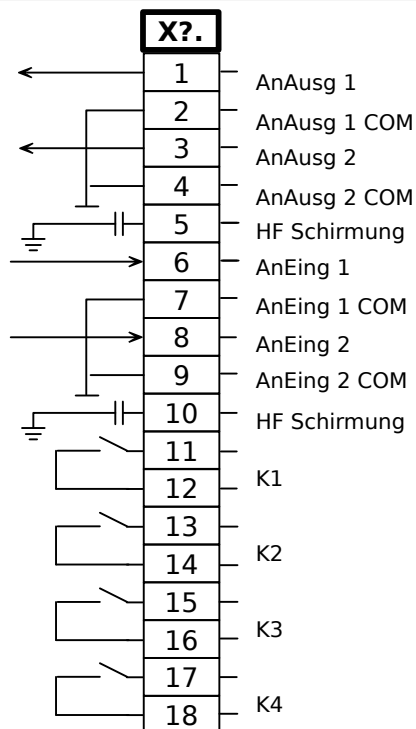 X?.
1 AnAusg 1
2 AnAusg 1 COM
3 AnAusg 2
4 AnAusg 2 COM
5 HF Schirmung
6 AnEing 1
7 AnEing 1 COM
8 AnEing 2
9 AnEing 2 COM
10 HF Schirmung
11
K1
12
13
K2
14
15
K3
16
17
K4
18